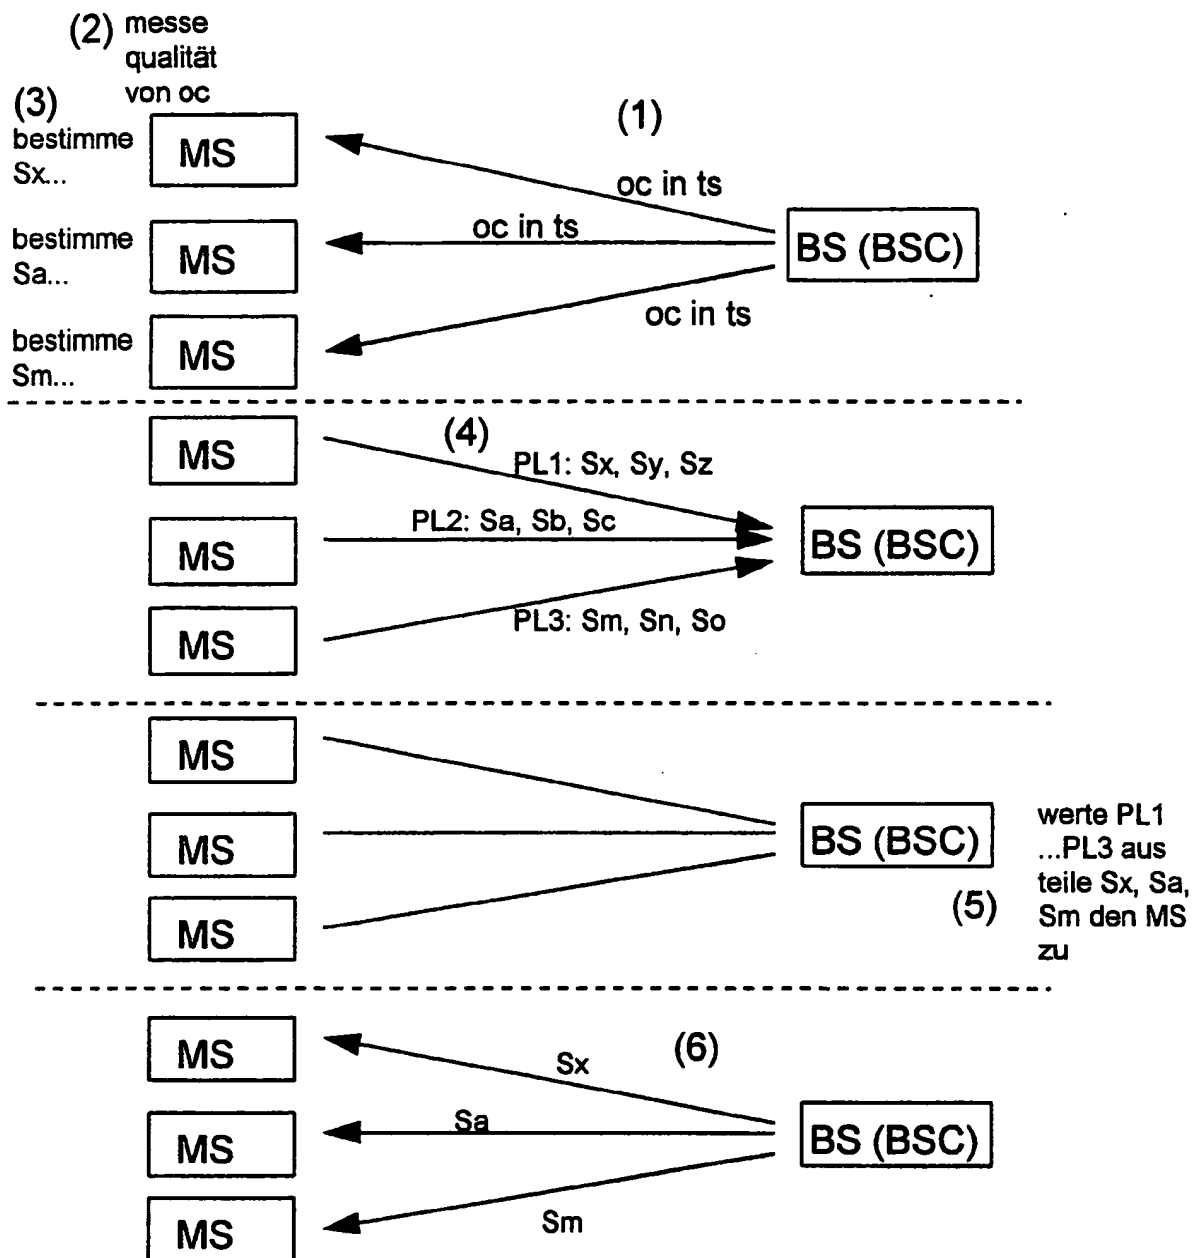 (2) messe
qualität
von oc
(3)
bestimme
Sx...
MS
(1)
oc in ts
bestimme
Sa...
MS
oc in ts
BS (BSC)
bestimme
Sm...
MS
oc in ts
MS
(4)
PL1: Sx, Sy, Sz
MS
PL2: Sa, Sb, Sc
BS (BSC)
MS
PL3: Sm, Sn, So
MS
MS
BS (BSC)
MS
(5)
werte PL1
...PL3 aus
teile Sx, Sa,
Sm den MS
zu
MS
Sx
(6)
MS
Sa
BS (BSC)
MS
Sm